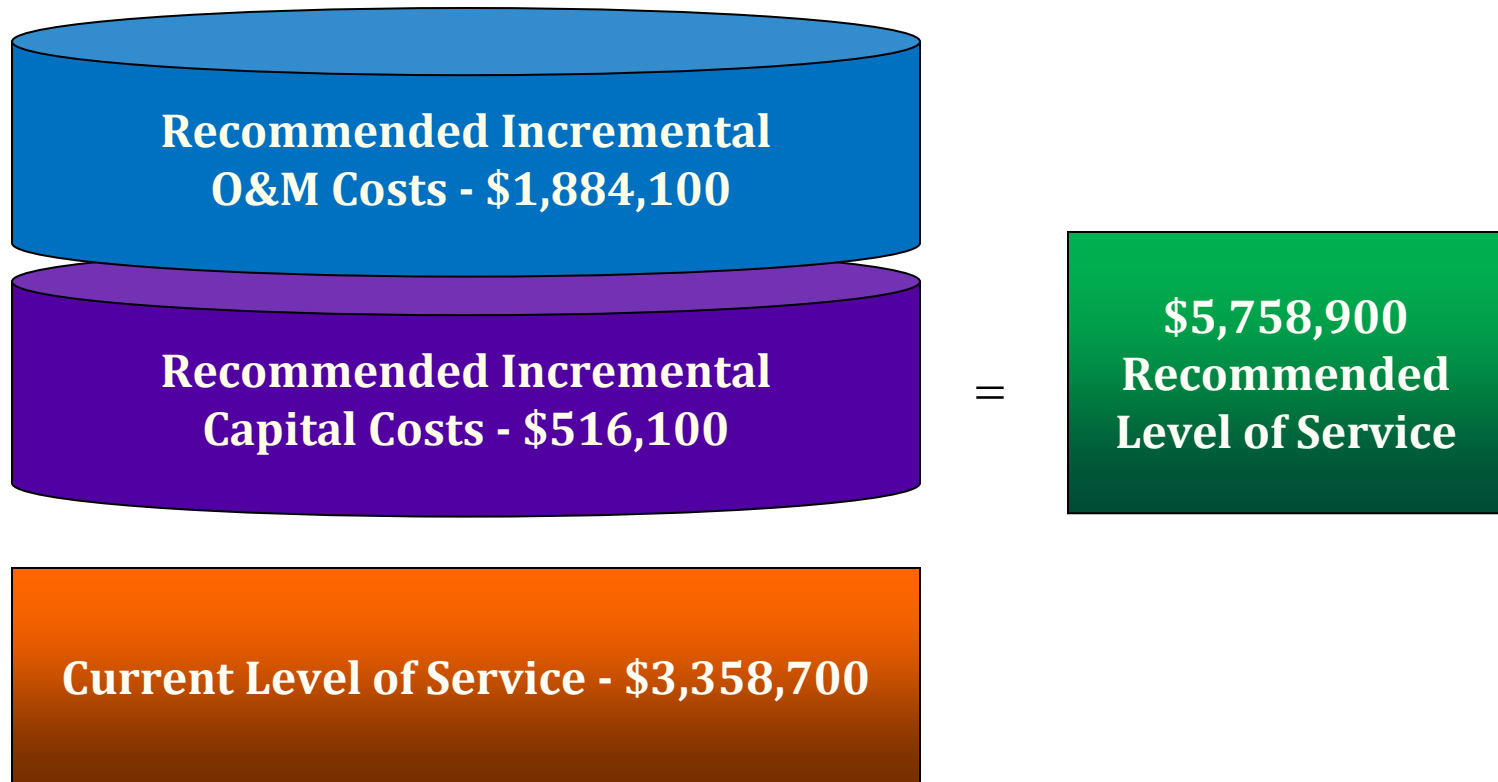 Recommended Incremental
O&M Costs - $1,884,100
Recommended Incremental
Capital Costs - $516,100
=
$5,758,900
Recommended
Level of Service
Current Level of Service - $3,358,700